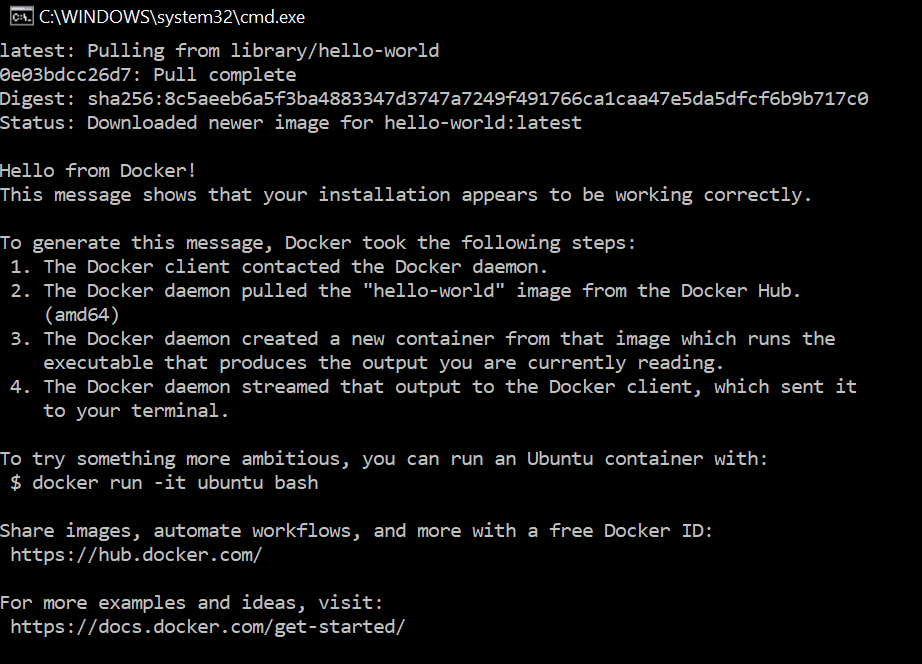 C:\WINDOWS\system32\cmd.exe
latest: Pulling from library/hello-world
0e03bdcc26d7: Pull complete
Digest: sha256:8c5aeeb6a5f3ba4883347d3747a7249f491766ca1caa47e5da5dfcf6b9b717c0
Status: Downloaded newer image for hello-world:latest

Hello from Docker!
This message shows that your installation appears to be working correctly.

To generate this message, Docker took the following steps:
 1. The Docker client contacted the Docker daemon.
 2. The Docker daemon pulled the "hello-world" image from the Docker Hub.
    (amd64)
 3. The Docker daemon created a new container from that image which runs the
    executable that produces the output you are currently reading.
 4. The Docker daemon streamed that output to the Docker client, which sent it
    to your terminal.

To try something more ambitious, you can run an Ubuntu container with:
 $ docker run -it ubuntu bash

Share images, automate workflows, and more with a free Docker ID:
 https://hub.docker.com/

For more examples and ideas, visit:
 https://docs.docker.com/get-started/